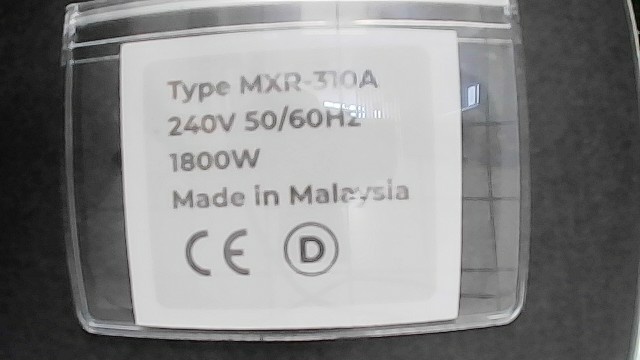 Type MXR-310A
240V 50/60Hz
1800W
Made in Malaysia
CE D